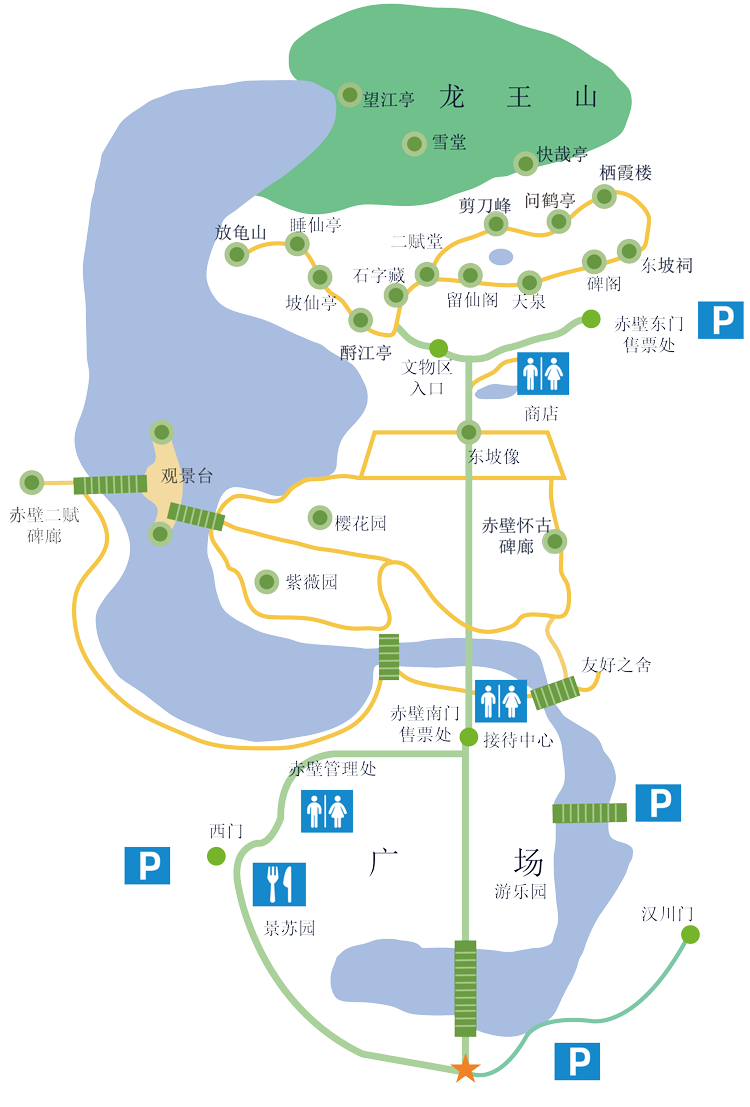 龙王山
望江亭
雪堂
快哉亭
栖霞楼
问鹤亭
剪刀峰
睡仙亭
放龟山
二赋堂
石字藏
东坡祠
碑阁
坡仙亭
留仙阁
天泉
赤壁东门
售票处
P
爵江亭
文物区
入口
商店
东坡像
观景台
赤壁二赋
碑廊
樱花园
赤壁怀古
碑廊
紫薇园
友好之舍
赤壁南门
售票处
接待中心
赤壁管理处
P
西门
P
广场
游乐园
景苏园
汉川门
P